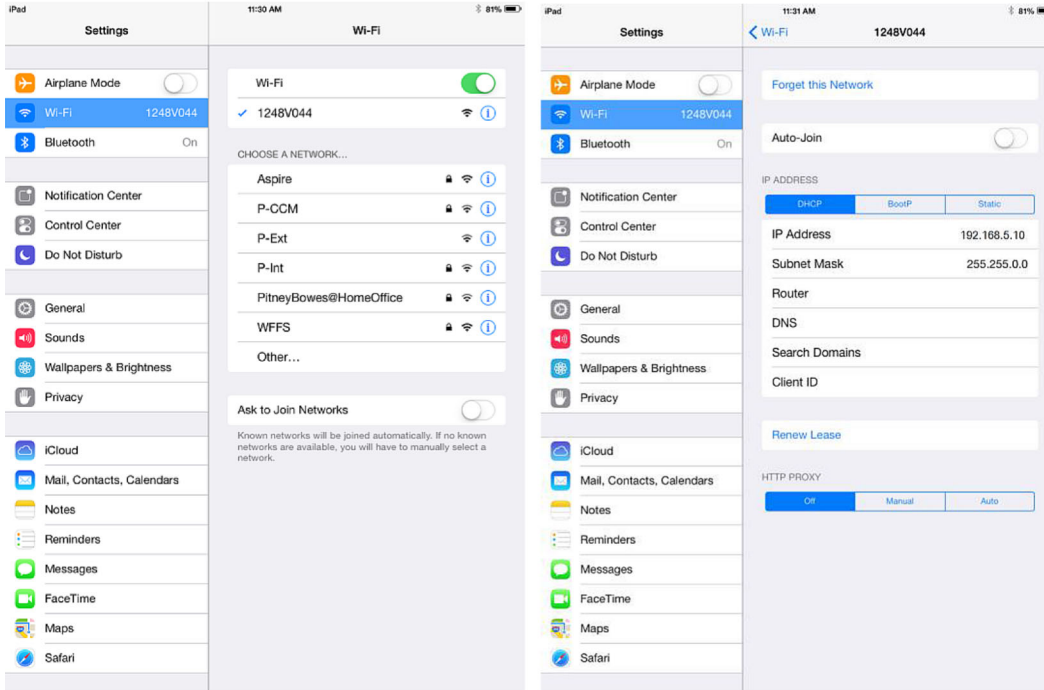 iPad 11:30 AM 81%
Settings Wi-Fi
Airplane Mode
Wi-Fi 1248V044
Bluetooth On
Notification Center
Control Center
Do Not Disturb
General
Sounds
Wallpapers & Brightness
Privacy
iCloud
Mail, Contacts, Calendars
Notes
Reminders
Messages
FaceTime
Maps
Safari
Wi-Fi
1248V044
CHOOSE A NETWORK...
Aspire
P-CCM
P-Ext
P-Int
PitneyBowes@HomeOffice
WFFS
Other...
Ask to Join Networks
Known networks will be joined automatically. If no known
networks are available, you will have to manually select a
network.
iPad 11:31 AM 81%
Settings Wi-Fi 1248V044
Airplane Mode
Wi-Fi 1248V044
Bluetooth On
Notification Center
Control Center
Do Not Disturb
General
Sounds
Wallpapers & Brightness
Privacy
iCloud
Mail, Contacts, Calendars
Notes
Reminders
Messages
FaceTime
Maps
Safari
Forget this Network
Auto-Join
IP ADDRESS
DHCP BootP Static
IP Address 192.168.5.10
Subnet Mask 255.255.0.0
Router
DNS
Search Domains
Client ID
Renew Lease
HTTP PROXY
Off Manual Auto